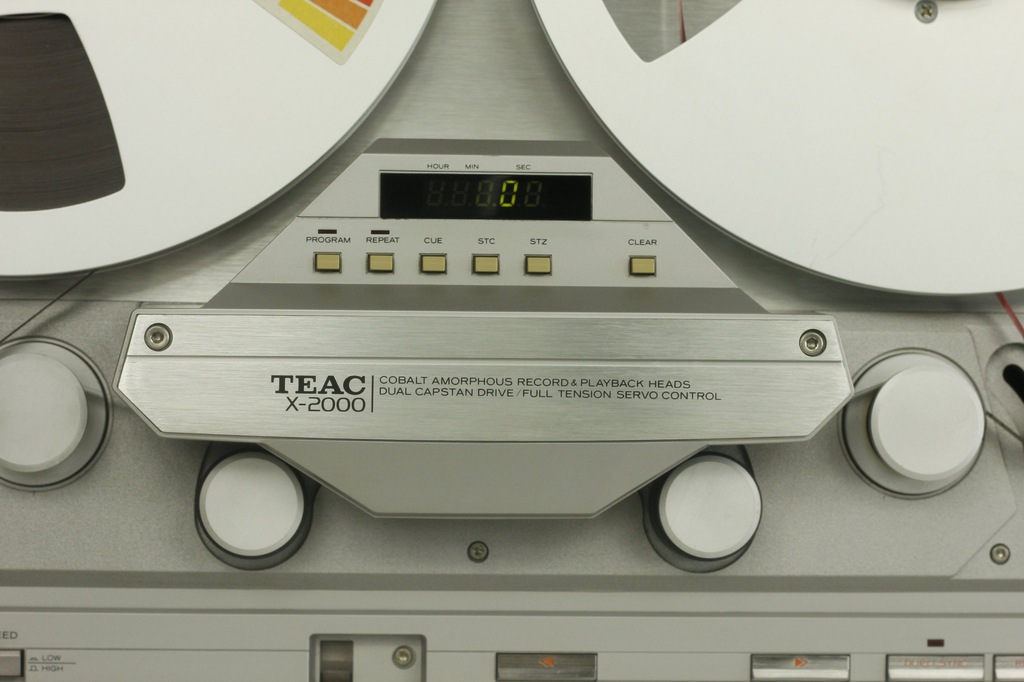 HOUR MIN SEC
0
PROGRAM REPEAT CUE STC STZ CLEAR
TEAC
X-2000
COBALT AMORPHOUS RECORD & PLAYBACK HEADS
DUAL CAPSTAN DRIVE / FULL TENSION SERVO CONTROL
LOW
HIGH